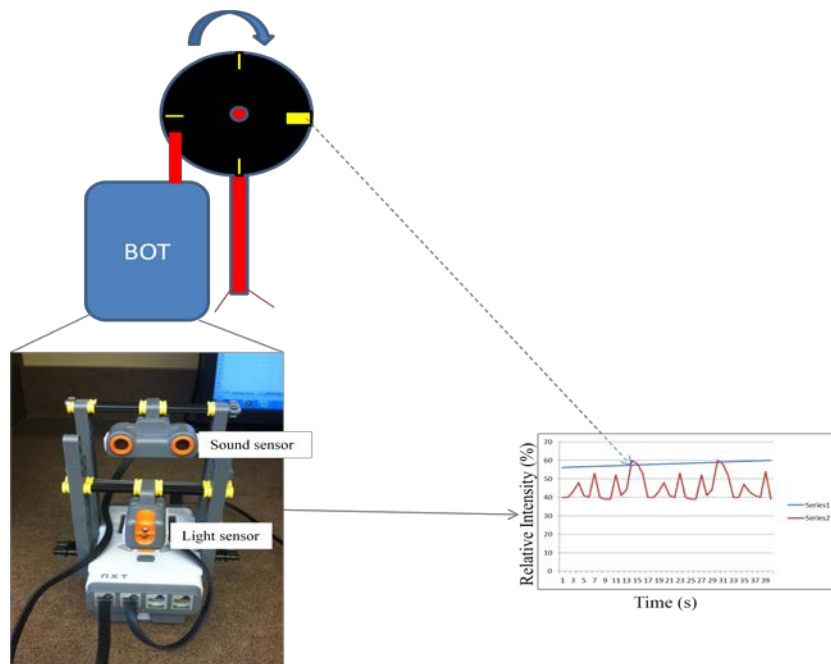 BOT
Sound sensor
Light sensor
nXT
Relative Intensity (%)
70
60
50
40
30
20
10
0
1 3 5 7 9 11 13 15 17 19 21 23 25 27 29 31 33 35 37 39
Series1
Series2
Time (s)